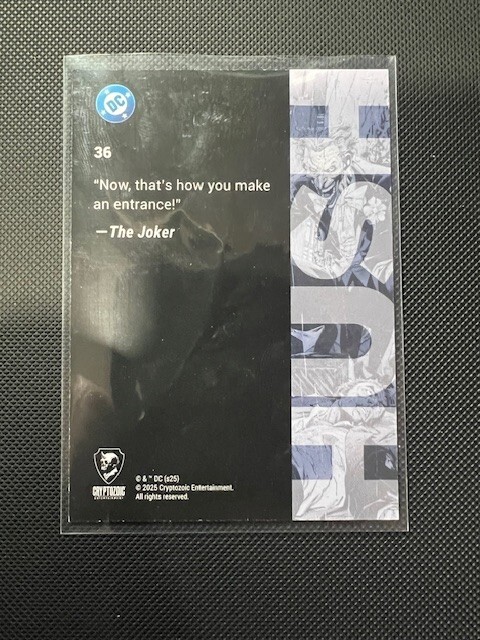 DC
36
"Now, that's how you make
an entrance!"
—The Joker
HUSH
CRYPTOZOIC
ENTERTAINMENT
© & ™ DC (s25)
© 2025 Cryptozoic Entertainment.
All rights reserved.